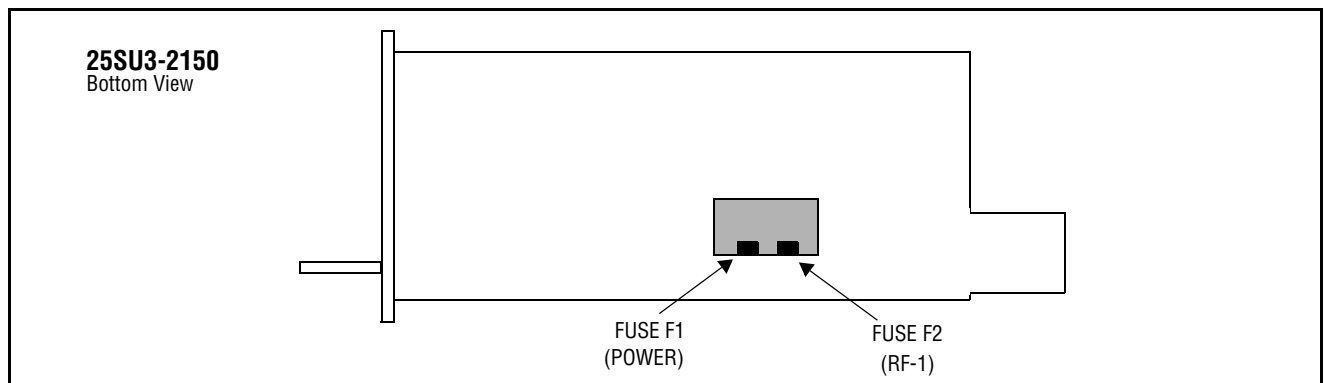 25SU3-2150
Bottom View
FUSE F1
(POWER)
FUSE F2
(RF-1)